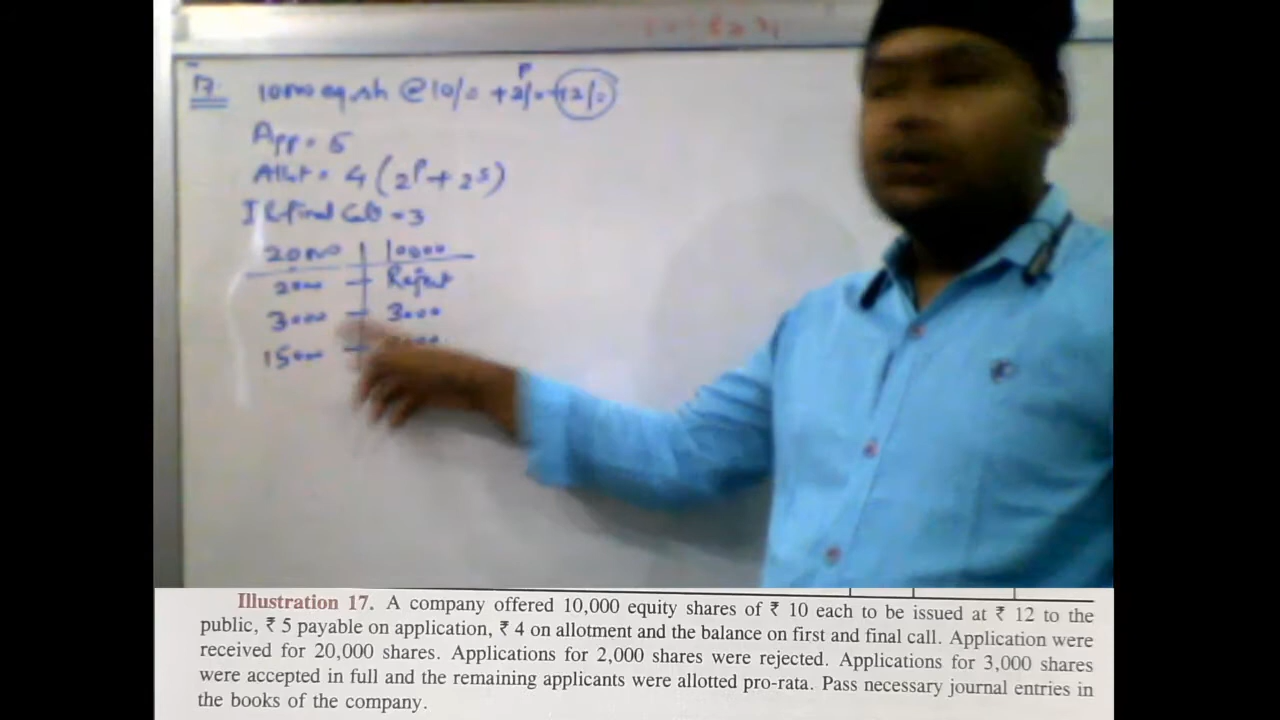 17. 10000 eq. sh @ 10/= + 2/= = 12/=
P
App = 5
Allt = 4 (2P + 2S)
I & final Call = 3
20000 | 10000
2000 - Reject
3000 - 3000
15000 -
Illustration 17. A company offered 10,000 equity shares of ₹ 10 each to be issued at ₹ 12 to the
public, ₹ 5 payable on application, ₹ 4 on allotment and the balance on first and final call. Application were
received for 20,000 shares. Applications for 2,000 shares were rejected. Applications for 3,000 shares
were accepted in full and the remaining applicants were allotted pro-rata. Pass necessary journal entries in
the books of the company.